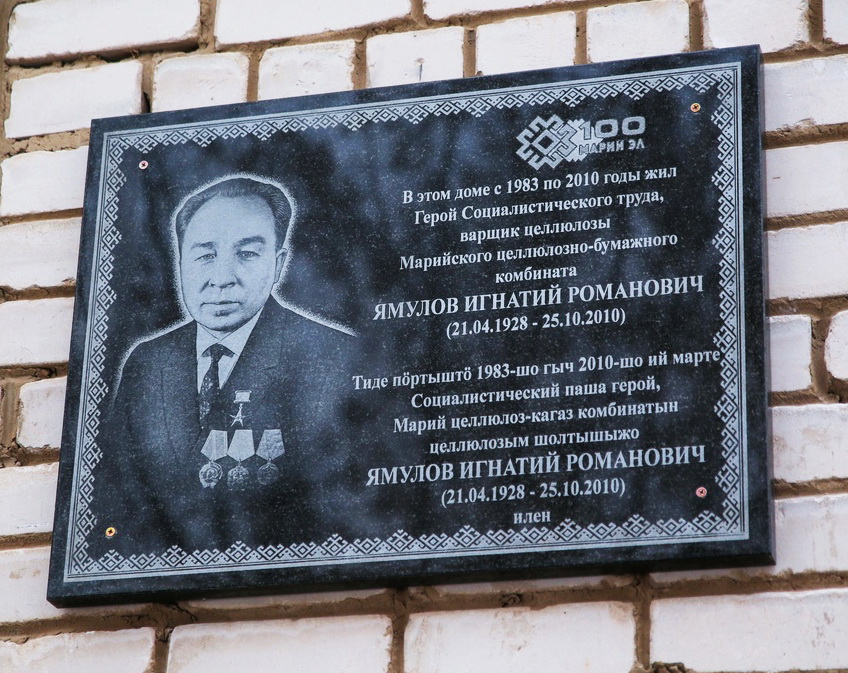 100
МАРИЙ ЭЛ
В этом доме с 1983 по 2010 годы жил
Герой Социалистического труда,
варщик целлюлозы
Марийского целлюлозно-бумажного
комбината
ЯМУЛОВ ИГНАТИЙ РОМАНОВИЧ
(21.04.1928 - 25.10.2010)
Тиде пӧртыштӧ 1983-шо гыч 2010-шо ий марте
Социалистический паша герой,
Марий целлюлоз-кагаз комбинатын
целлюлозым шолтышыжо
ЯМУЛОВ ИГНАТИЙ РОМАНОВИЧ
(21.04.1928 - 25.10.2010)
илен